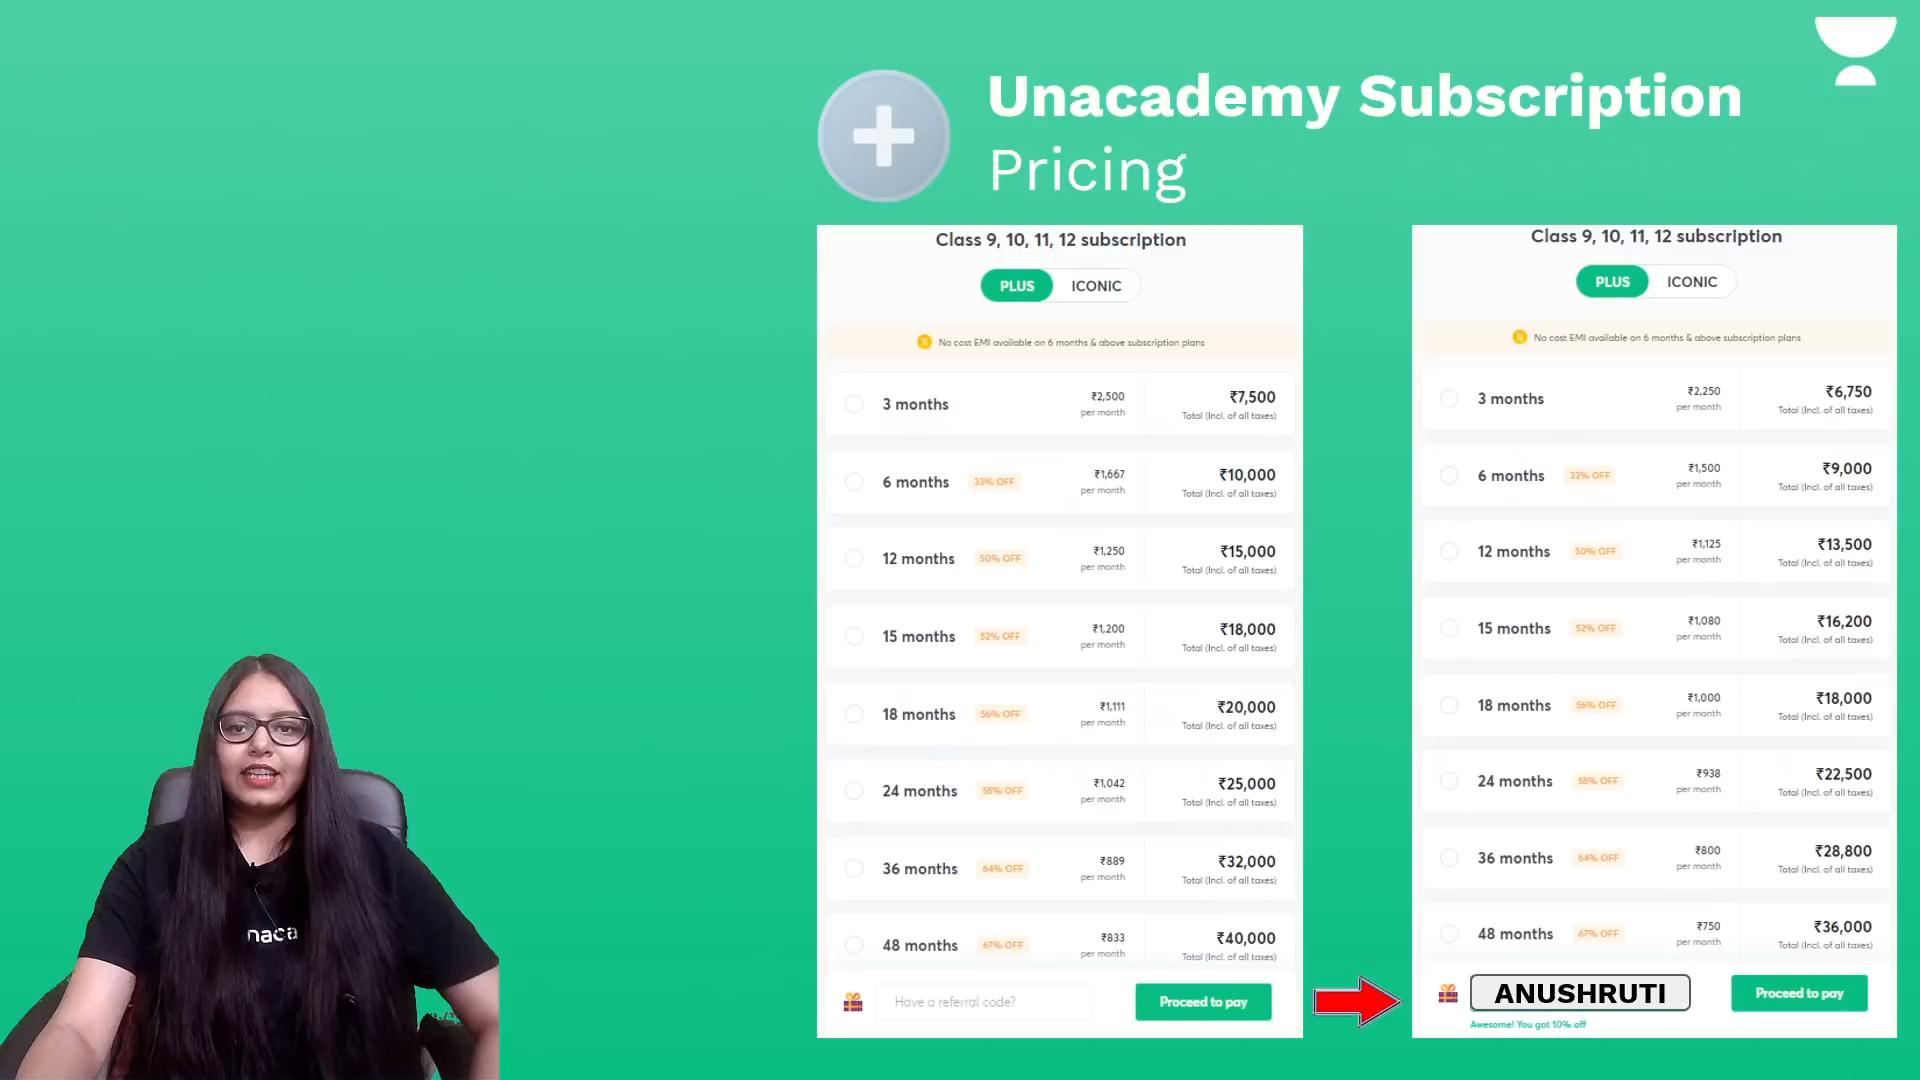 Unacademy Subscription
Pricing
Class 9, 10, 11, 12 subscription
PLUS ICONIC
No cost EMI available on 6 months & above subscription plans
3 months ₹2,500 per month ₹7,500 Total (Incl. of all taxes)
6 months 33% OFF ₹1,667 per month ₹10,000 Total (Incl. of all taxes)
12 months 50% OFF ₹1,250 per month ₹15,000 Total (Incl. of all taxes)
15 months 52% OFF ₹1,200 per month ₹18,000 Total (Incl. of all taxes)
18 months 56% OFF ₹1,111 per month ₹20,000 Total (Incl. of all taxes)
24 months 58% OFF ₹1,042 per month ₹25,000 Total (Incl. of all taxes)
36 months 64% OFF ₹889 per month ₹32,000 Total (Incl. of all taxes)
48 months 67% OFF ₹833 per month ₹40,000 Total (Incl. of all taxes)
Have a referral code? Proceed to pay
Class 9, 10, 11, 12 subscription
PLUS ICONIC
No cost EMI available on 6 months & above subscription plans
3 months ₹2,250 per month ₹6,750 Total (Incl. of all taxes)
6 months 33% OFF ₹1,500 per month ₹9,000 Total (Incl. of all taxes)
12 months 50% OFF ₹1,125 per month ₹13,500 Total (Incl. of all taxes)
15 months 52% OFF ₹1,080 per month ₹16,200 Total (Incl. of all taxes)
18 months 56% OFF ₹1,000 per month ₹18,000 Total (Incl. of all taxes)
24 months 58% OFF ₹938 per month ₹22,500 Total (Incl. of all taxes)
36 months 64% OFF ₹800 per month ₹28,800 Total (Incl. of all taxes)
48 months 67% OFF ₹750 per month ₹36,000 Total (Incl. of all taxes)
ANUSHRUTI Proceed to pay
Awesome! You got 10% off
naca